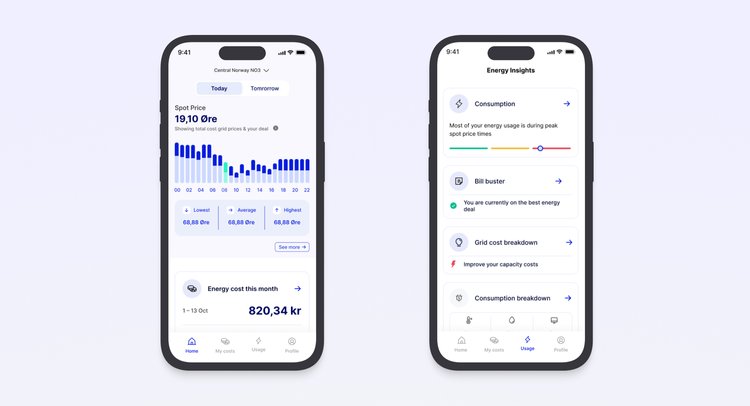 9:41
Central Norway NO3
Today Tomrorrow
Spot Price
19,10 Øre
Showing total cost grid prices & your deal
00 02 04 06 08 10 12 14 16 18 20 22
Lowest Average Highest
68,88 Øre 68,88 Øre 68,88 Øre
See more
Energy cost this month
1 – 13 Oct 820,34 kr
Home My costs Usage Profile
9:41
Energy Insights
Consumption
Most of your energy usage is during peak
spot price times
Bill buster
You are currently on the best energy
deal
Grid cost breakdown
Improve your capacity costs
Consumption breakdown
Home My costs Usage Profile